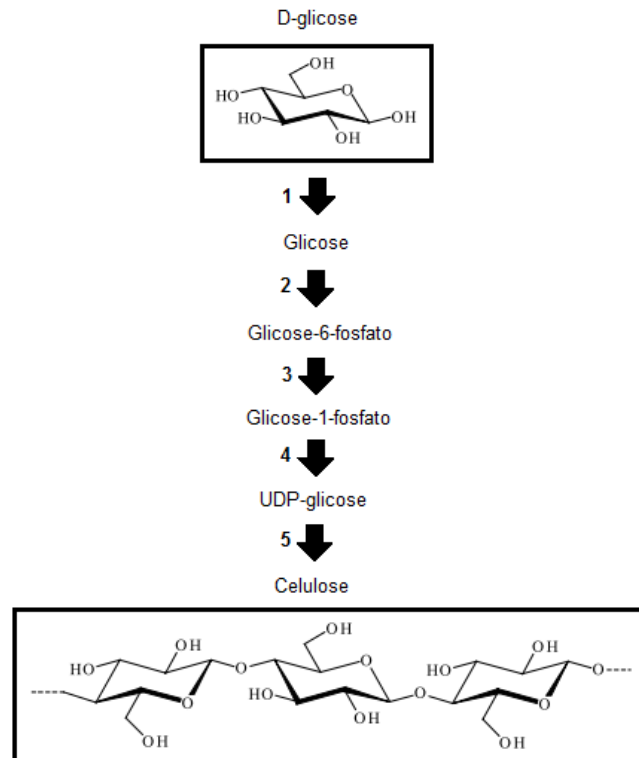 D-glicose
OH
HO
O
HO
OH
OH
1
Glicose
2
Glicose-6-fosfato
3
Glicose-1-fosfato
4
UDP-glicose
5
Celulose
OH
OH
OH
HO
O
O
HO
O
O
HO
O
OH
O
OH
OH
OH